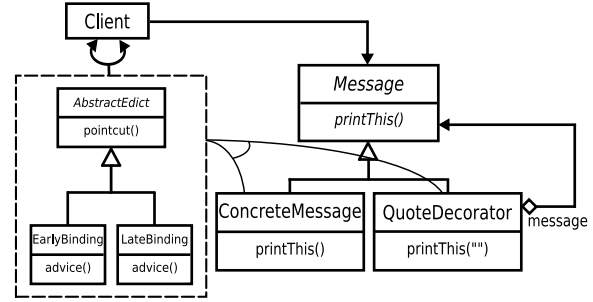 Client
AbstractEdict
pointcut()
Message
printThis()
EarlyBinding
advice()
LateBinding
advice()
ConcreteMessage
printThis()
QuoteDecorator
printThis("")
message